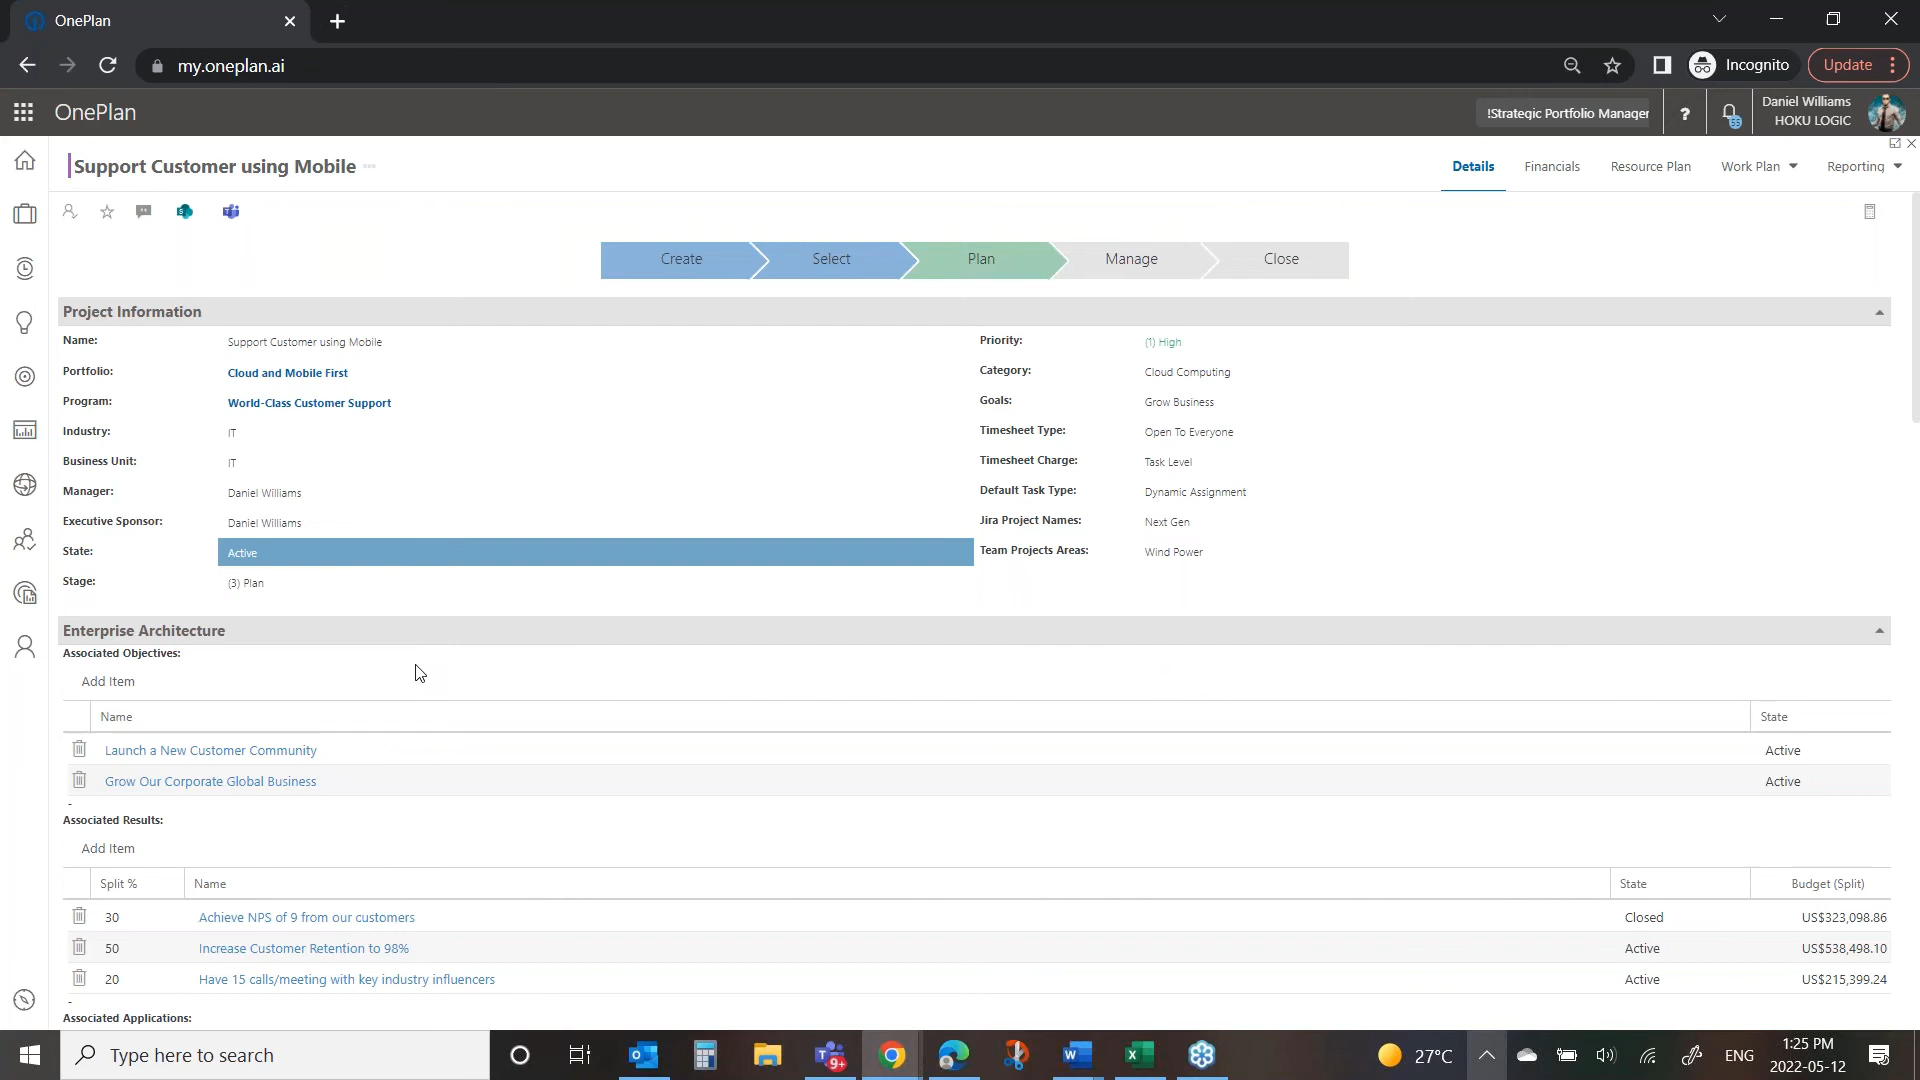 OnePlan
my.oneplan.ai
Incognito
Update
OnePlan
!Strategic Portfolio Manager
?
55
Daniel Williams
HOKU LOGIC
Support Customer using Mobile
Details
Financials
Resource Plan
Work Plan
Reporting
Create
Select
Plan
Manage
Close
Project Information
Name:
Support Customer using Mobile
Priority:
(1) High
Portfolio:
Cloud and Mobile First
Category:
Cloud Computing
Program:
World-Class Customer Support
Goals:
Grow Business
Industry:
IT
Timesheet Type:
Open To Everyone
Business Unit:
IT
Timesheet Charge:
Task Level
Manager:
Daniel Williams
Default Task Type:
Dynamic Assignment
Executive Sponsor:
Daniel Williams
Jira Project Names:
Next Gen
State:
Active
Team Projects Areas:
Wind Power
Stage:
(3) Plan
Enterprise Architecture
Associated Objectives:
Add Item
Name
State
Launch a New Customer Community
Active
Grow Our Corporate Global Business
Active
-
Associated Results:
Add Item
Split %
Name
State
Budget (Split)
30
Achieve NPS of 9 from our customers
Closed
US$323,098.86
50
Increase Customer Retention to 98%
Active
US$538,498.10
20
Have 15 calls/meeting with key industry influencers
Active
US$215,399.24
-
Associated Applications:
Type here to search
9+
27°C
ENG
1:25 PM
2022-05-12